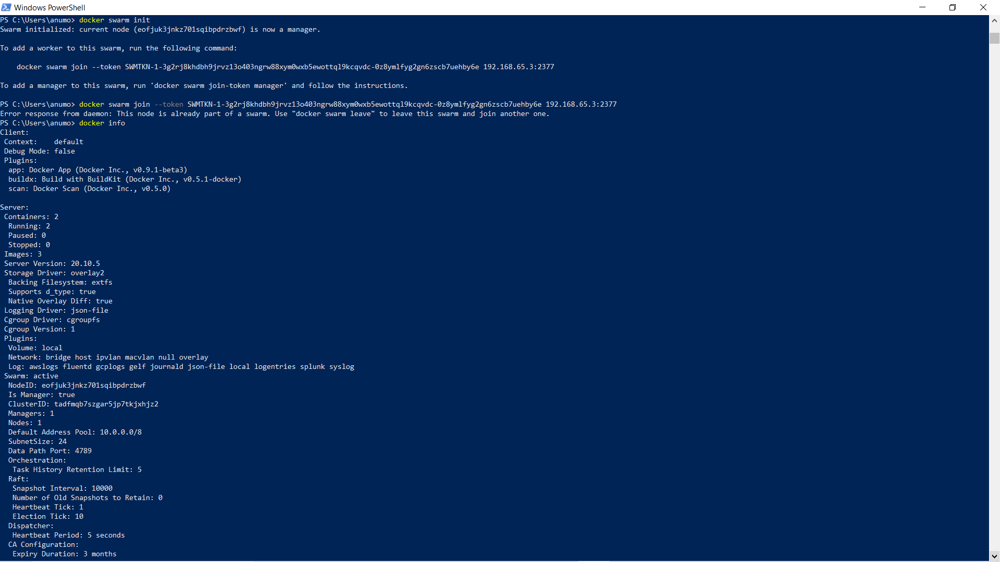 Windows PowerShell
PS C:\Users\anumo> docker swarm init
Swarm initialized: current node (eofjuk3jnkz701sqibpdrzbwf) is now a manager.
To add a worker to this swarm, run the following command:
docker swarm join --token SWMTKN-1-3g2rj8khdbh9jrvz13o403ngrw88xym0wxb5ewottql9kcqvdc-0z8ymlfyg2gn6zscb7uehby6e 192.168.65.3:2377
To add a manager to this swarm, run 'docker swarm join-token manager' and follow the instructions.
PS C:\Users\anumo> docker swarm join --token SWMTKN-1-3g2rj8khdbh9jrvz13o403ngrw88xym0wxb5ewottql9kcqvdc-0z8ymlfyg2gn6zscb7uehby6e 192.168.65.3:2377
Error response from daemon: This node is already part of a swarm. Use "docker swarm leave" to leave this swarm and join another one.
PS C:\Users\anumo> docker info
Client:
Context:    default
Debug Mode: false
Plugins:
app: Docker App (Docker Inc., v0.9.1-beta3)
buildx: Build with BuildKit (Docker Inc., v0.5.1-docker)
scan: Docker Scan (Docker Inc., v0.5.0)
Server:
Containers: 2
Running: 2
Paused: 0
Stopped: 0
Images: 3
Server Version: 20.10.5
Storage Driver: overlay2
Backing Filesystem: extfs
Supports d_type: true
Native Overlay Diff: true
Logging Driver: json-file
Cgroup Driver: cgroupfs
Cgroup Version: 1
Plugins:
Volume: local
Network: bridge host ipvlan macvlan null overlay
Log: awslogs fluentd gcplogs gelf journald json-file local logentries splunk syslog
Swarm: active
NodeID: eofjuk3jnkz701sqibpdrzbwf
Is Manager: true
ClusterID: tadfmqb7szgar5jp7tkjxhjz2
Managers: 1
Nodes: 1
Default Address Pool: 10.0.0.0/8
SubnetSize: 24
Data Path Port: 4789
Orchestration:
Task History Retention Limit: 5
Raft:
Snapshot Interval: 10000
Number of Old Snapshots to Retain: 0
Heartbeat Tick: 1
Election Tick: 10
Dispatcher:
Heartbeat Period: 5 seconds
CA Configuration:
Expiry Duration: 3 months